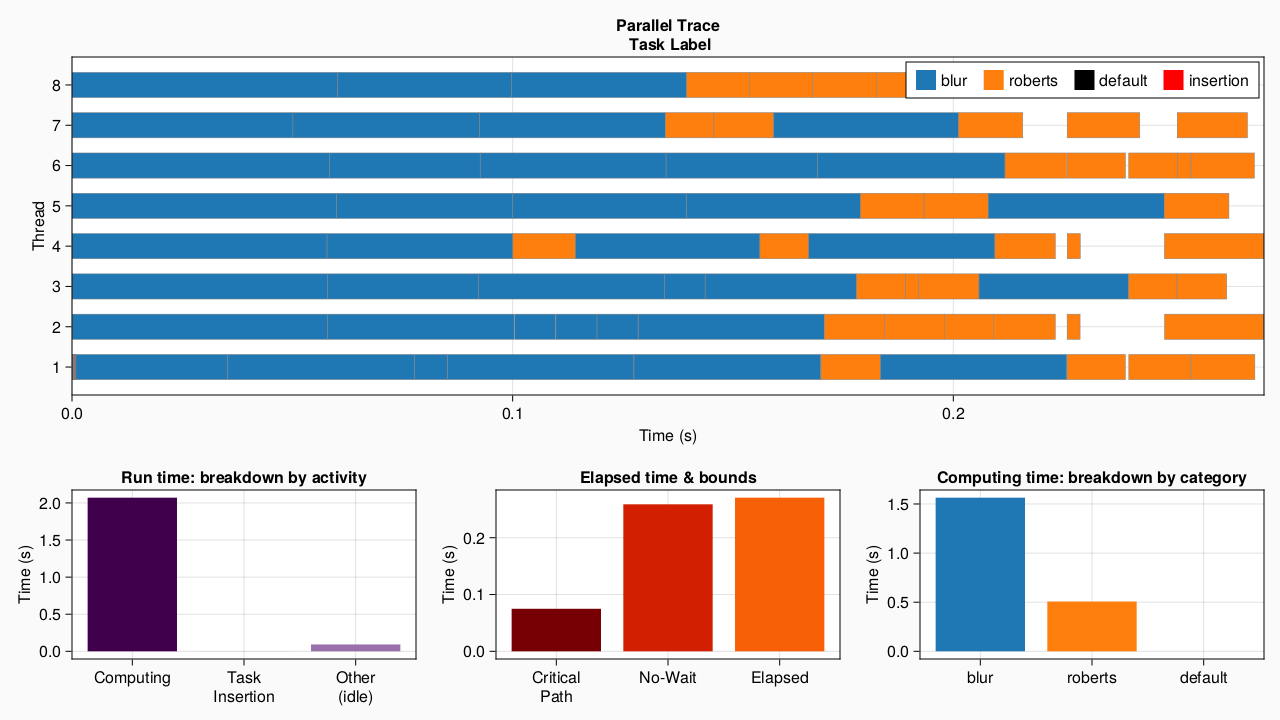 Parallel Trace
Task Label
blur roberts default insertion
Thread
8
7
6
5
4
3
2
1
0.0 0.1 0.2
Time (s)
Run time: breakdown by activity
Time (s)
2.0
1.5
1.0
0.5
0.0
Computing Task Insertion Other (idle)
Elapsed time & bounds
Time (s)
0.2
0.1
0.0
Critical Path No-Wait Elapsed
Computing time: breakdown by category
Time (s)
1.5
1.0
0.5
0.0
blur roberts default